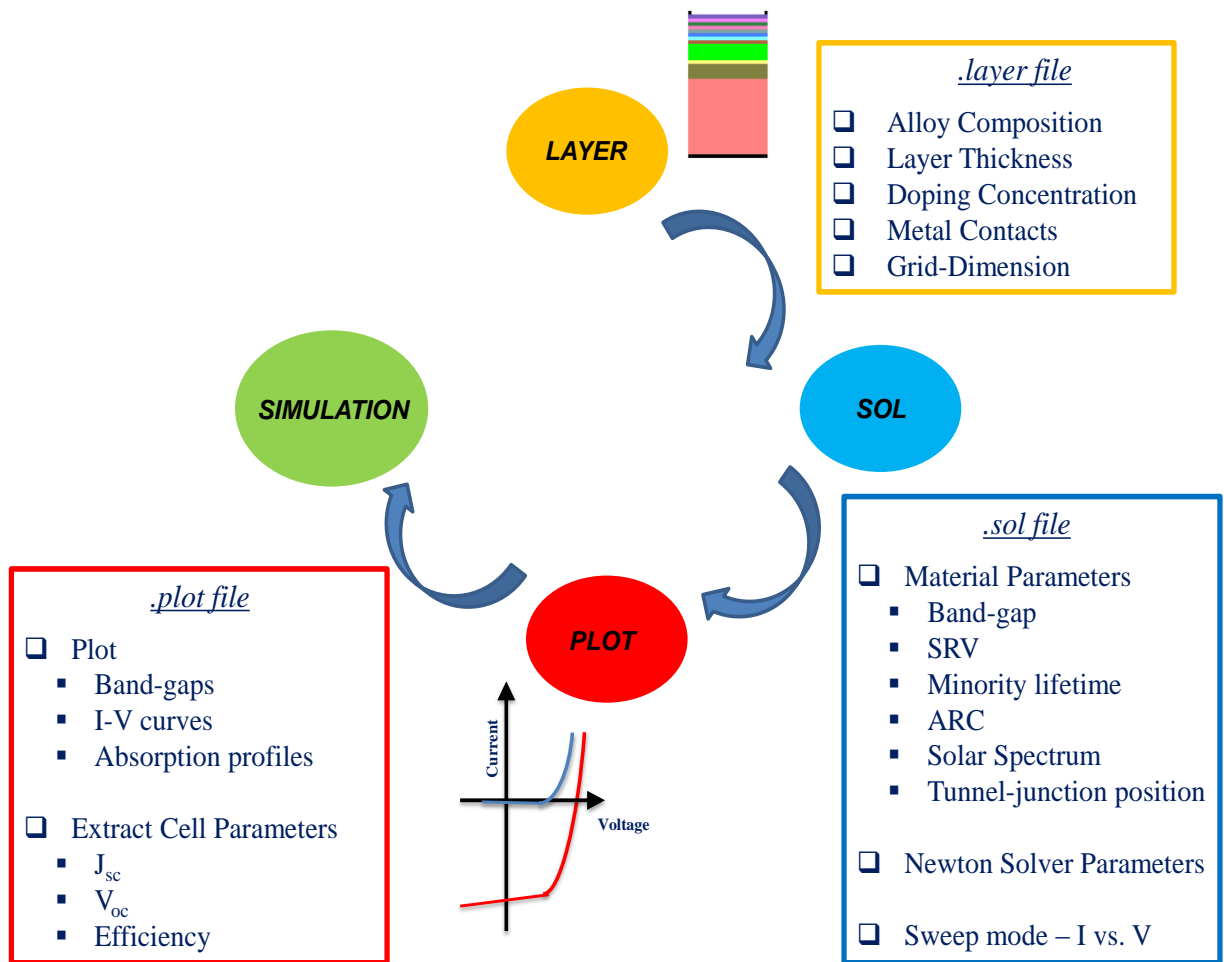 LAYER
.layer file
❑ Alloy Composition
❑ Layer Thickness
❑ Doping Concentration
❑ Metal Contacts
❑ Grid-Dimension
SIMULATION
SOL
.sol file
❑ Material Parameters
▪ Band-gap
▪ SRV
▪ Minority lifetime
▪ ARC
▪ Solar Spectrum
▪ Tunnel-junction position
❑ Newton Solver Parameters
❑ Sweep mode – I vs. V
PLOT
.plot file
❑ Plot
▪ Band-gaps
▪ I-V curves
▪ Absorption profiles
❑ Extract Cell Parameters
▪ Jsc
▪ Voc
▪ Efficiency
Current
Voltage